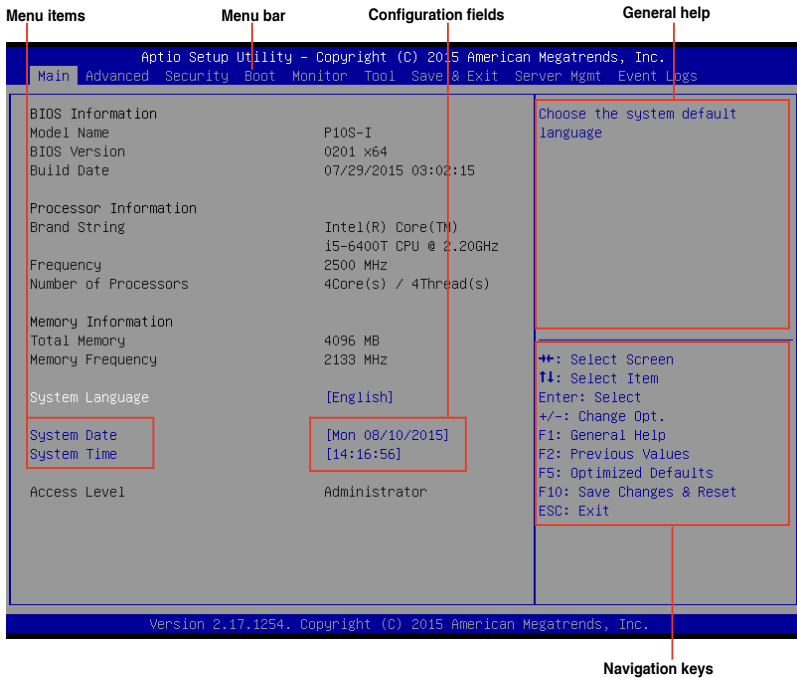 Menu items Menu bar Configuration fields General help
Aptio Setup Utility – Copyright (C) 2015 American Megatrends, Inc.
Main Advanced Security Boot Monitor Tool Save & Exit Server Mgmt Event Logs
BIOS Information
Model Name P10S-I
BIOS Version 0201 x64
Build Date 07/29/2015 03:02:15
Processor Information
Brand String Intel(R) Core(TM)
i5-6400T CPU @ 2.20GHz
Frequency 2500 MHz
Number of Processors 4Core(s) / 4Thread(s)
Memory Information
Total Memory 4096 MB
Memory Frequency 2133 MHz
System Language [English]
System Date [Mon 08/10/2015]
System Time [14:16:56]
Access Level Administrator
Choose the system default
language
→←: Select Screen
↑↓: Select Item
Enter: Select
+/-: Change Opt.
F1: General Help
F2: Previous Values
F5: Optimized Defaults
F10: Save Changes & Reset
ESC: Exit
Version 2.17.1254. Copyright (C) 2015 American Megatrends, Inc.
Navigation keys